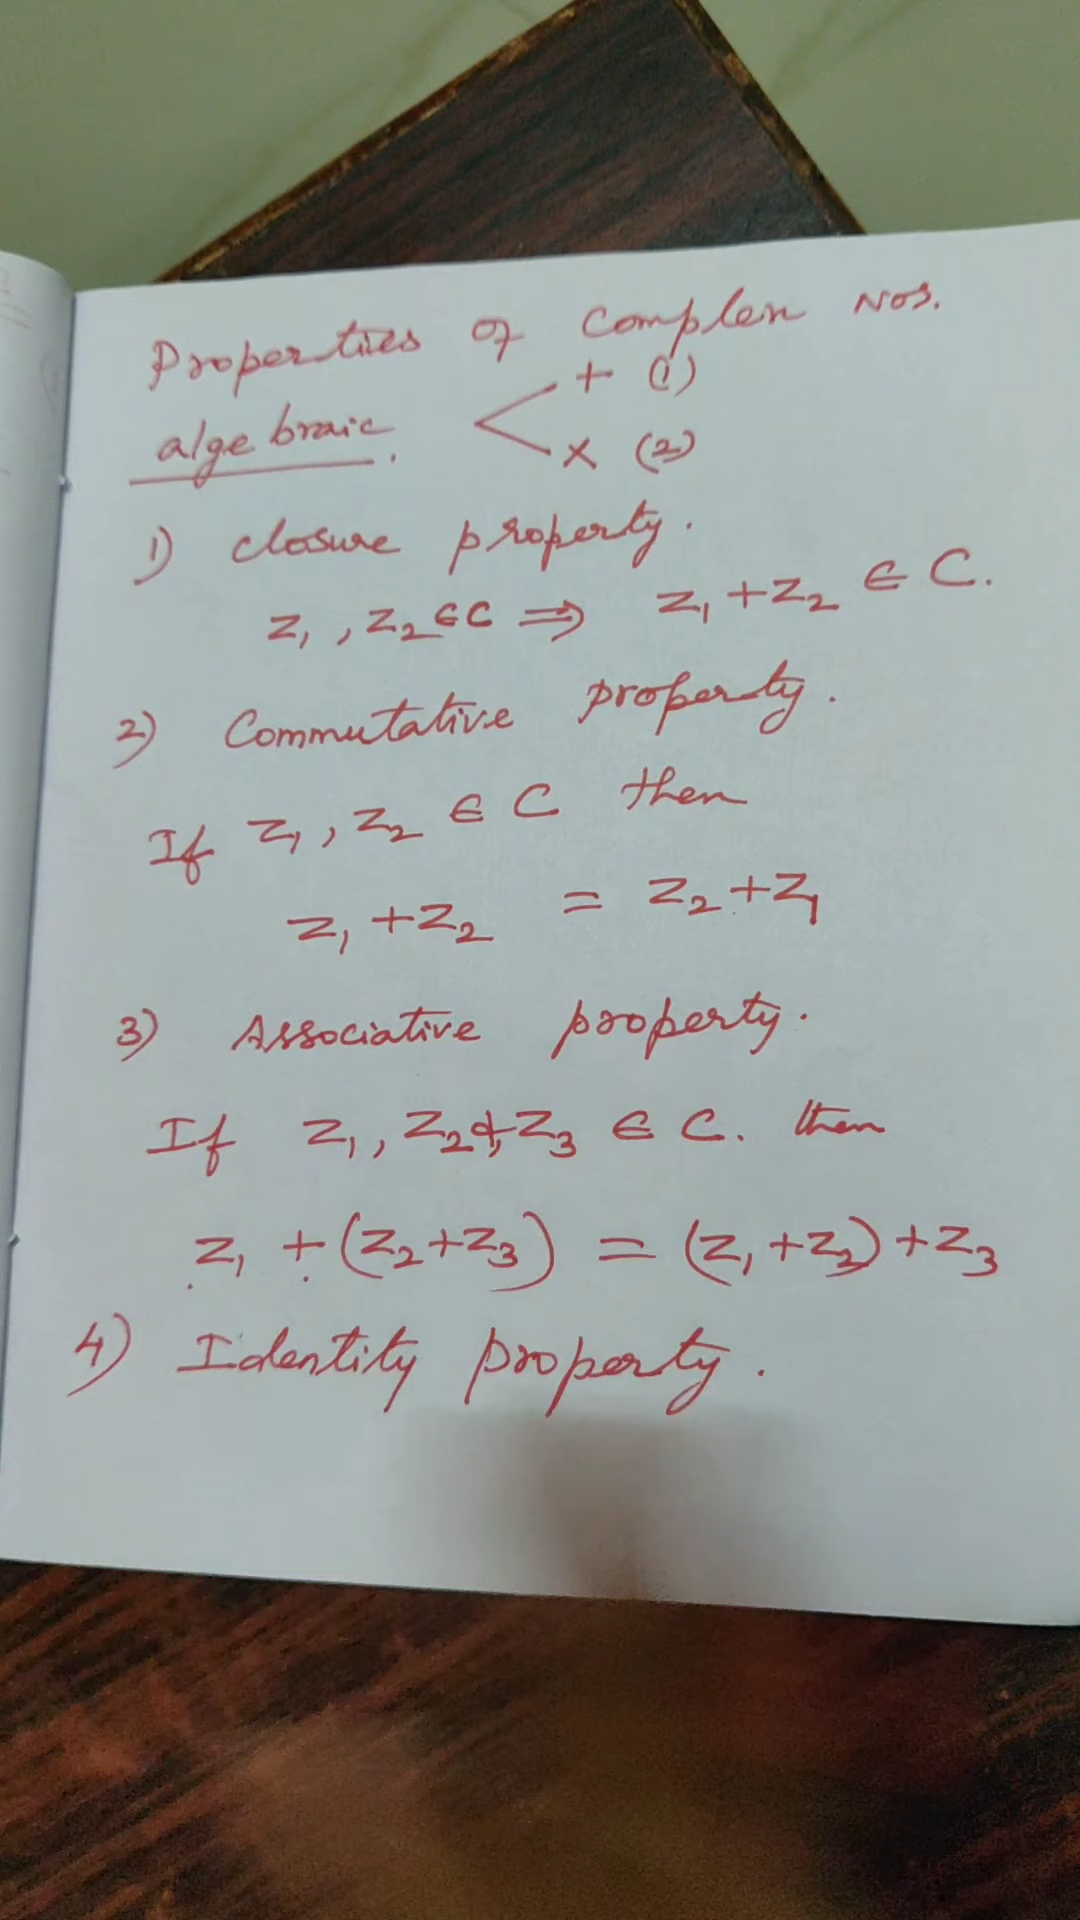 Properties of Complex Nos.
algebraic. < + (1)
x (2)
1) closure property.
z₁, z₂ ∈ C ⇒ z₁ + z₂ ∈ C.
2) Commutative property.
If z₁, z₂ ∈ C then
z₁ + z₂ = z₂ + z₁
3) Associative property.
If z₁, z₂ & z₃ ∈ C. then
z₁ + (z₂ + z₃) = (z₁ + z₂) + z₃
4) Identity property.